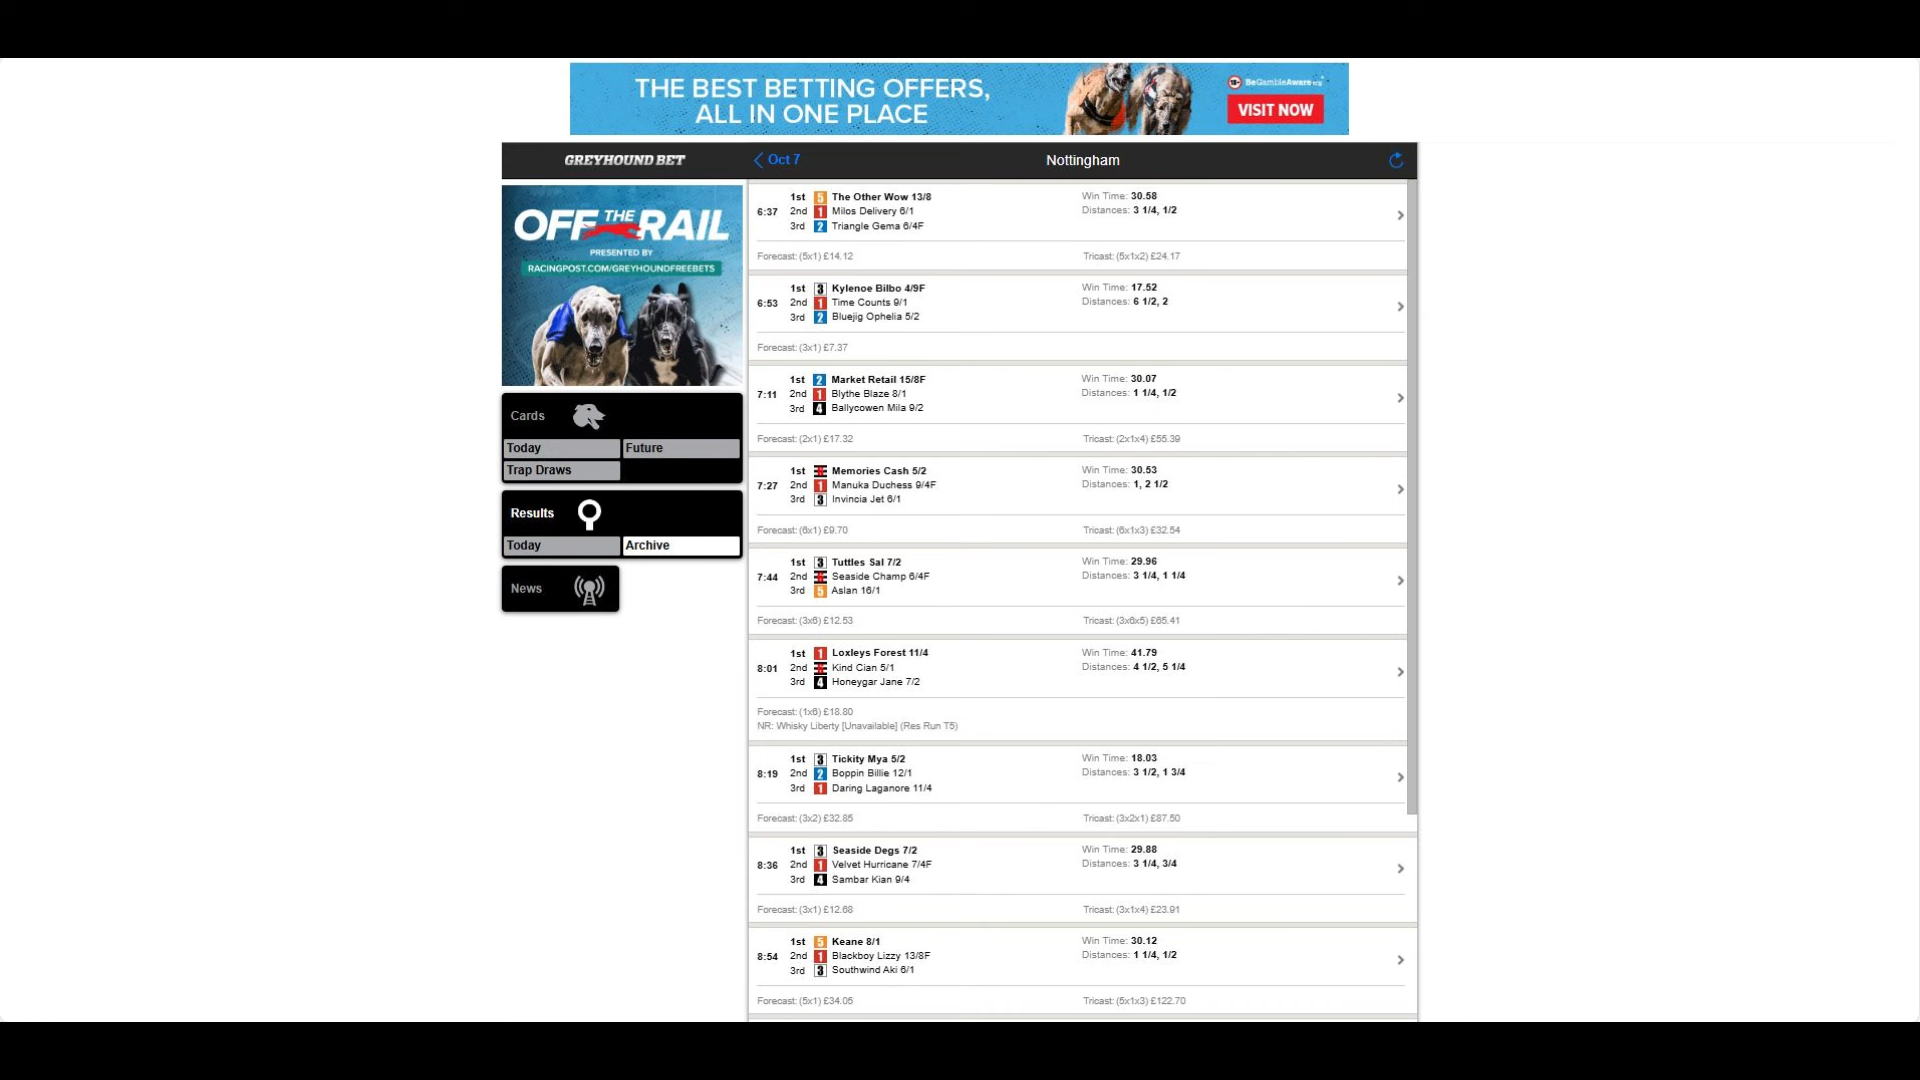 THE BEST BETTING OFFERS,
ALL IN ONE PLACE
18+ BeGambleAware
VISIT NOW
GREYHOUND BET
Oct 7
Nottingham
OFF THE RAIL
PRESENTED BY
RACINGPOST.COM/GREYHOUNDFREEBETS
Cards
Today
Future
Trap Draws
Results
Today
Archive
News
6:37
1st 5 The Other Wow 13/8
2nd 1 Milos Delivery 6/1
3rd 2 Triangle Gema 6/4F
Win Time: 30.58
Distances: 3 1/4, 1/2
Forecast: (5x1) £14.12
Tricast: (5x1x2) £24.17
6:53
1st 3 Kylenoe Bilbo 4/9F
2nd 1 Time Counts 9/1
3rd 2 Bluejig Ophelia 5/2
Win Time: 17.52
Distances: 6 1/2, 2
Forecast: (3x1) £7.37
7:11
1st 2 Market Retail 15/8F
2nd 1 Blythe Blaze 8/1
3rd 4 Ballycowen Mila 9/2
Win Time: 30.07
Distances: 1 1/4, 1/2
Forecast: (2x1) £17.32
Tricast: (2x1x4) £55.39
7:27
1st 6 Memories Cash 5/2
2nd 1 Manuka Duchess 9/4F
3rd 3 Invincia Jet 6/1
Win Time: 30.53
Distances: 1, 2 1/2
Forecast: (6x1) £9.70
Tricast: (6x1x3) £32.54
7:44
1st 3 Tuttles Sal 7/2
2nd 6 Seaside Champ 6/4F
3rd 5 Aslan 16/1
Win Time: 29.96
Distances: 3 1/4, 1 1/4
Forecast: (3x6) £12.53
Tricast: (3x6x5) £65.41
8:01
1st 1 Loxleys Forest 11/4
2nd 6 Kind Cian 5/1
3rd 4 Honeygar Jane 7/2
Win Time: 41.79
Distances: 4 1/2, 5 1/4
Forecast: (1x6) £18.80
NR: Whisky Liberty [Unavailable] (Res Run T5)
8:19
1st 3 Tickity Mya 5/2
2nd 2 Boppin Billie 12/1
3rd 1 Daring Laganore 11/4
Win Time: 18.03
Distances: 3 1/2, 1 3/4
Forecast: (3x2) £32.85
Tricast: (3x2x1) £87.50
8:36
1st 3 Seaside Degs 7/2
2nd 1 Velvet Hurricane 7/4F
3rd 4 Sambar Kian 9/4
Win Time: 29.88
Distances: 3 1/4, 3/4
Forecast: (3x1) £12.68
Tricast: (3x1x4) £23.91
8:54
1st 5 Keane 8/1
2nd 1 Blackboy Lizzy 13/8F
3rd 3 Southwind Aki 6/1
Win Time: 30.12
Distances: 1 1/4, 1/2
Forecast: (5x1) £34.05
Tricast: (5x1x3) £122.70